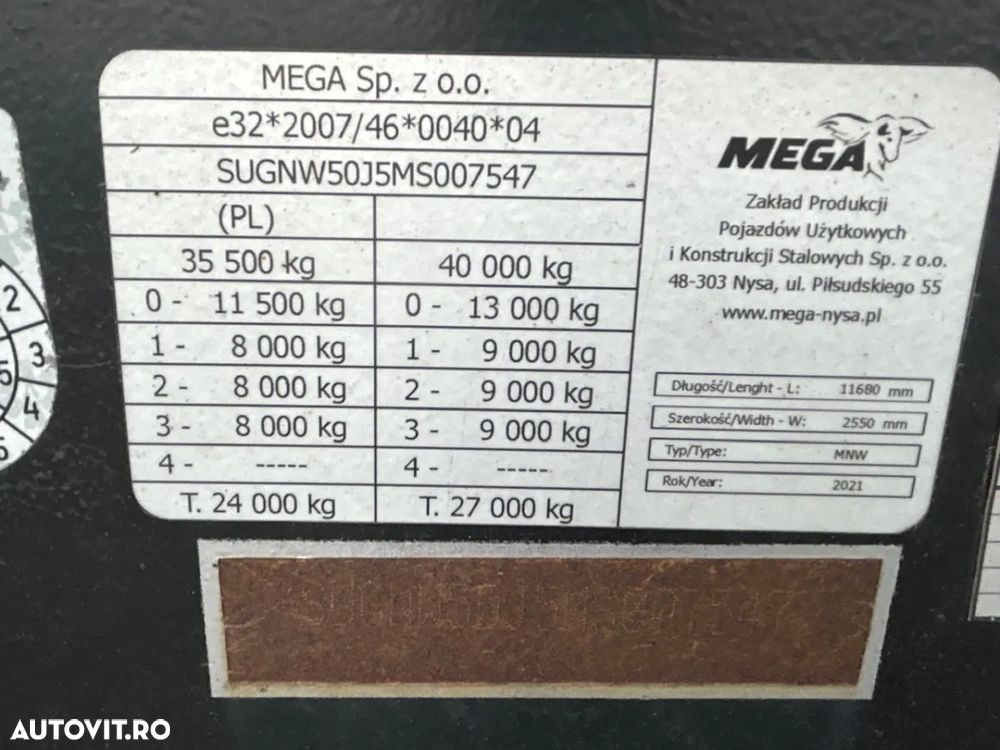 MEGA Sp. z o.o.
e32*2007/46*0040*04
SUGNW50J5MS007547
(PL)
35 500 kg 40 000 kg
0 - 11 500 kg 0 - 13 000 kg
1 - 8 000 kg 1 - 9 000 kg
2 - 8 000 kg 2 - 9 000 kg
3 - 8 000 kg 3 - 9 000 kg
4 - ----- 4 - -----
T. 24 000 kg T. 27 000 kg
MEGA
Zakład Produkcji
Pojazdów Użytkowych
i Konstrukcji Stalowych Sp. z o.o.
48-303 Nysa, ul. Piłsudskiego 55
www.mega-nysa.pl
Długość/Lenght - L: 11680 mm
Szerokość/Width - W: 2550 mm
Typ/Type: MNW
Rok/Year: 2021
2
3
4
5
AUTOVIT.RO